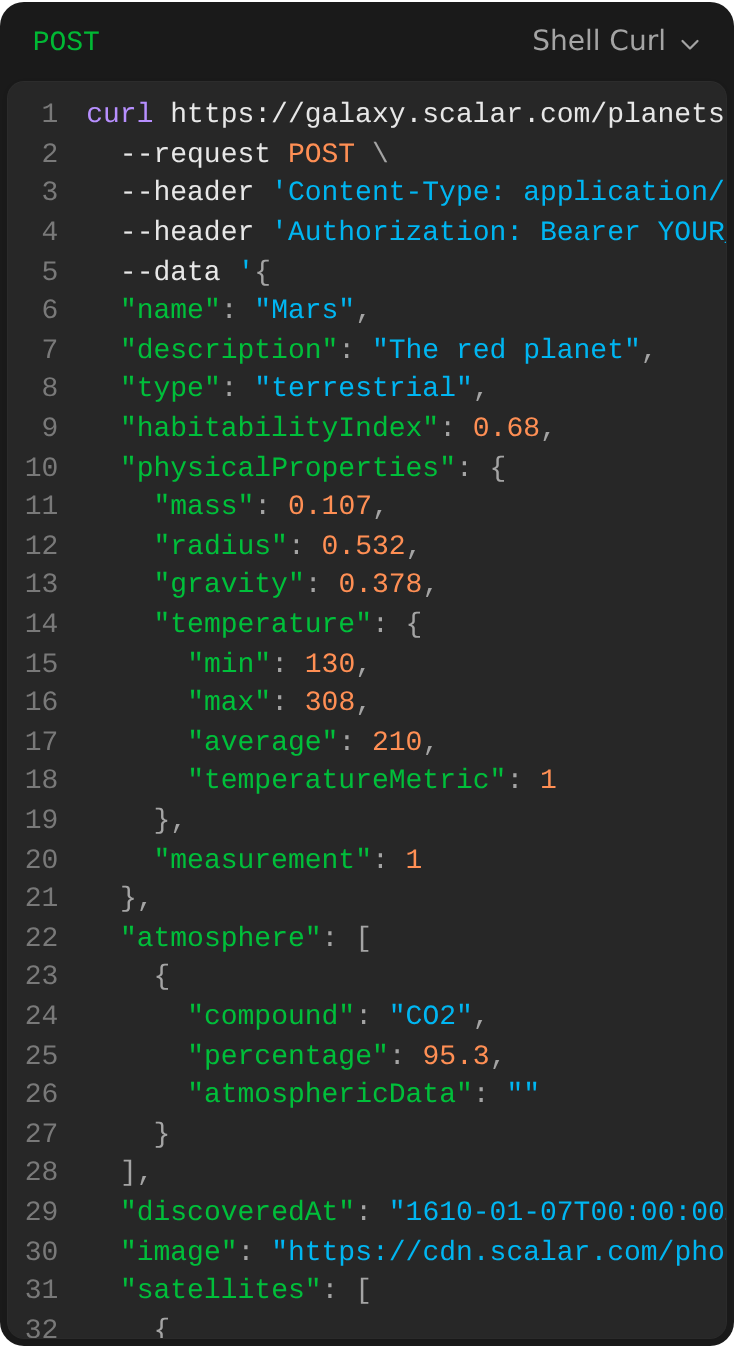 POST
Shell Curl
1 curl https://galaxy.scalar.com/planets
2 --request POST \
3 --header 'Content-Type: application/
4 --header 'Authorization: Bearer YOUR
5 --data '{
6 "name": "Mars",
7 "description": "The red planet",
8 "type": "terrestrial",
9 "habitabilityIndex": 0.68,
10 "physicalProperties": {
11 "mass": 0.107,
12 "radius": 0.532,
13 "gravity": 0.378,
14 "temperature": {
15 "min": 130,
16 "max": 308,
17 "average": 210,
18 "temperatureMetric": 1
19 },
20 "measurement": 1
21 },
22 "atmosphere": [
23 {
24 "compound": "CO2",
25 "percentage": 95.3,
26 "atmosphericData": ""
27 }
28 ],
29 "discoveredAt": "1610-01-07T00:00:00
30 "image": "https://cdn.scalar.com/pho
31 "satellites": [
32 {